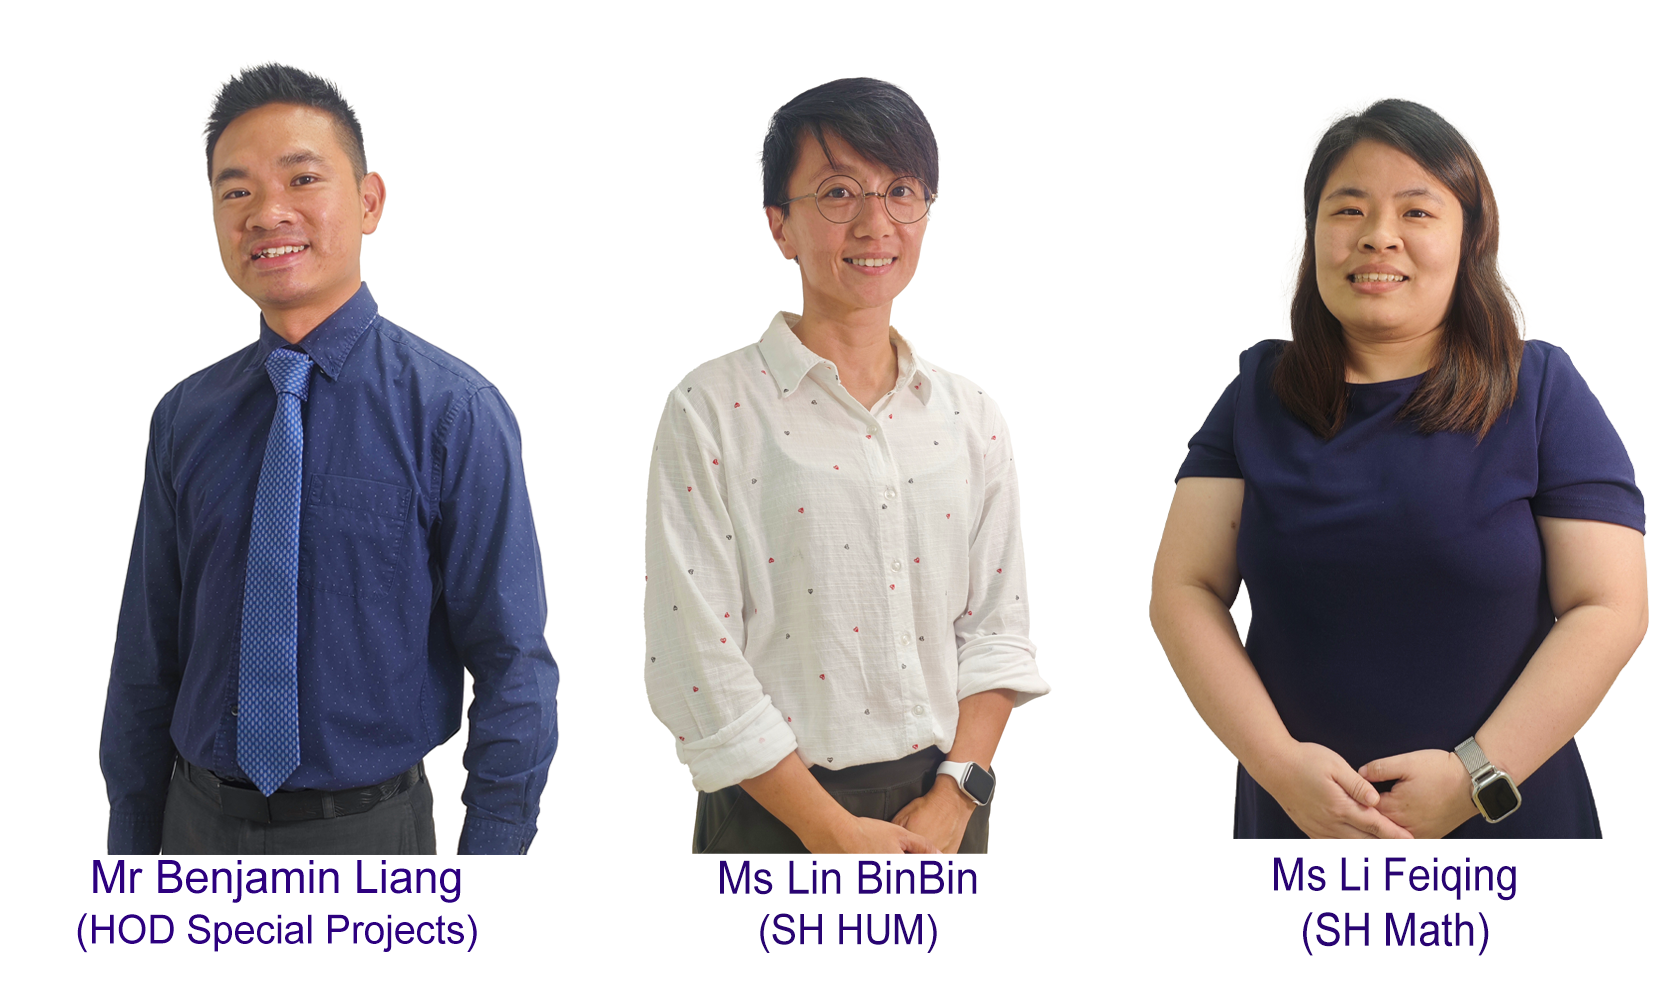 Mr Benjamin Liang
(HOD Special Projects)
Ms Lin BinBin
(SH HUM)
Ms Li Feiqing
(SH Math)